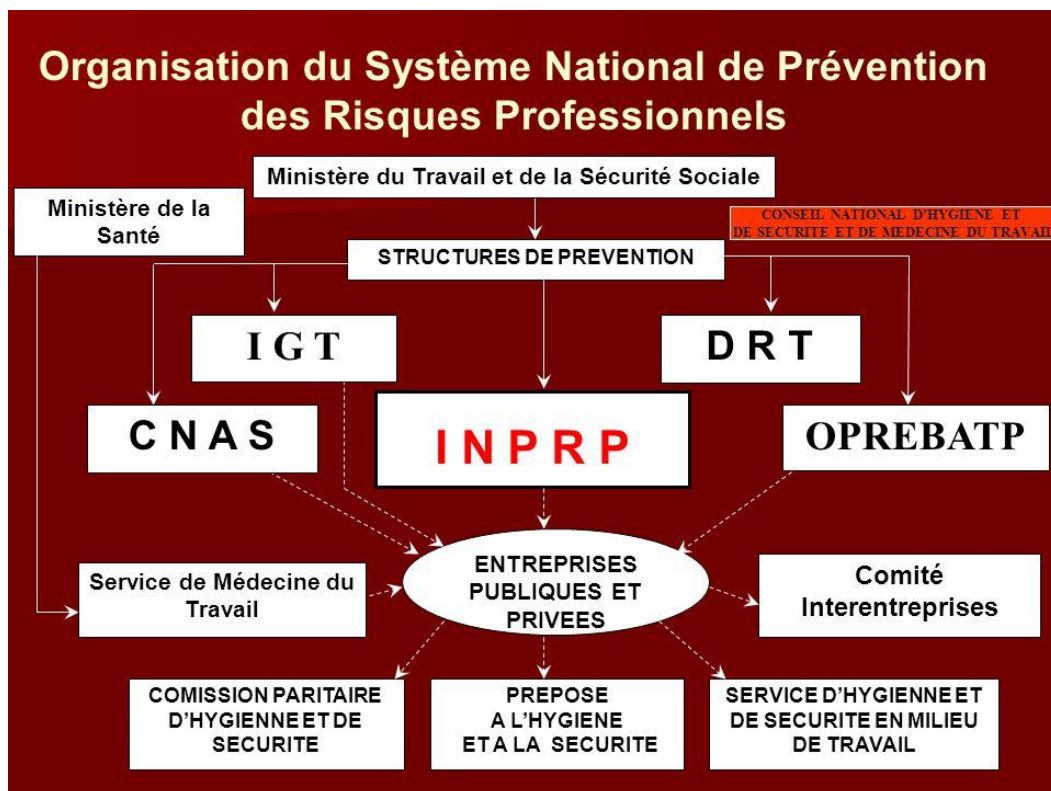 Organisation du Système National de Prévention
des Risques Professionnels
Ministère du Travail et de la Sécurité Sociale
Ministère de la
Santé
CONSEIL NATIONAL D'HYGIENE ET
DE SECURITE ET DE MEDECINE DU TRAVAIL
STRUCTURES DE PREVENTION
I G T
D R T
C N A S
I N P R P
OPREBATP
ENTREPRISES
PUBLIQUES ET
PRIVEES
Service de Médecine du
Travail
Comité
Interentreprises
COMISSION PARITAIRE
D’HYGIENNE ET DE
SECURITE
PREPOSE
A L’HYGIENE
ET A LA SECURITE
SERVICE D’HYGIENNE ET
DE SECURITE EN MILIEU
DE TRAVAIL